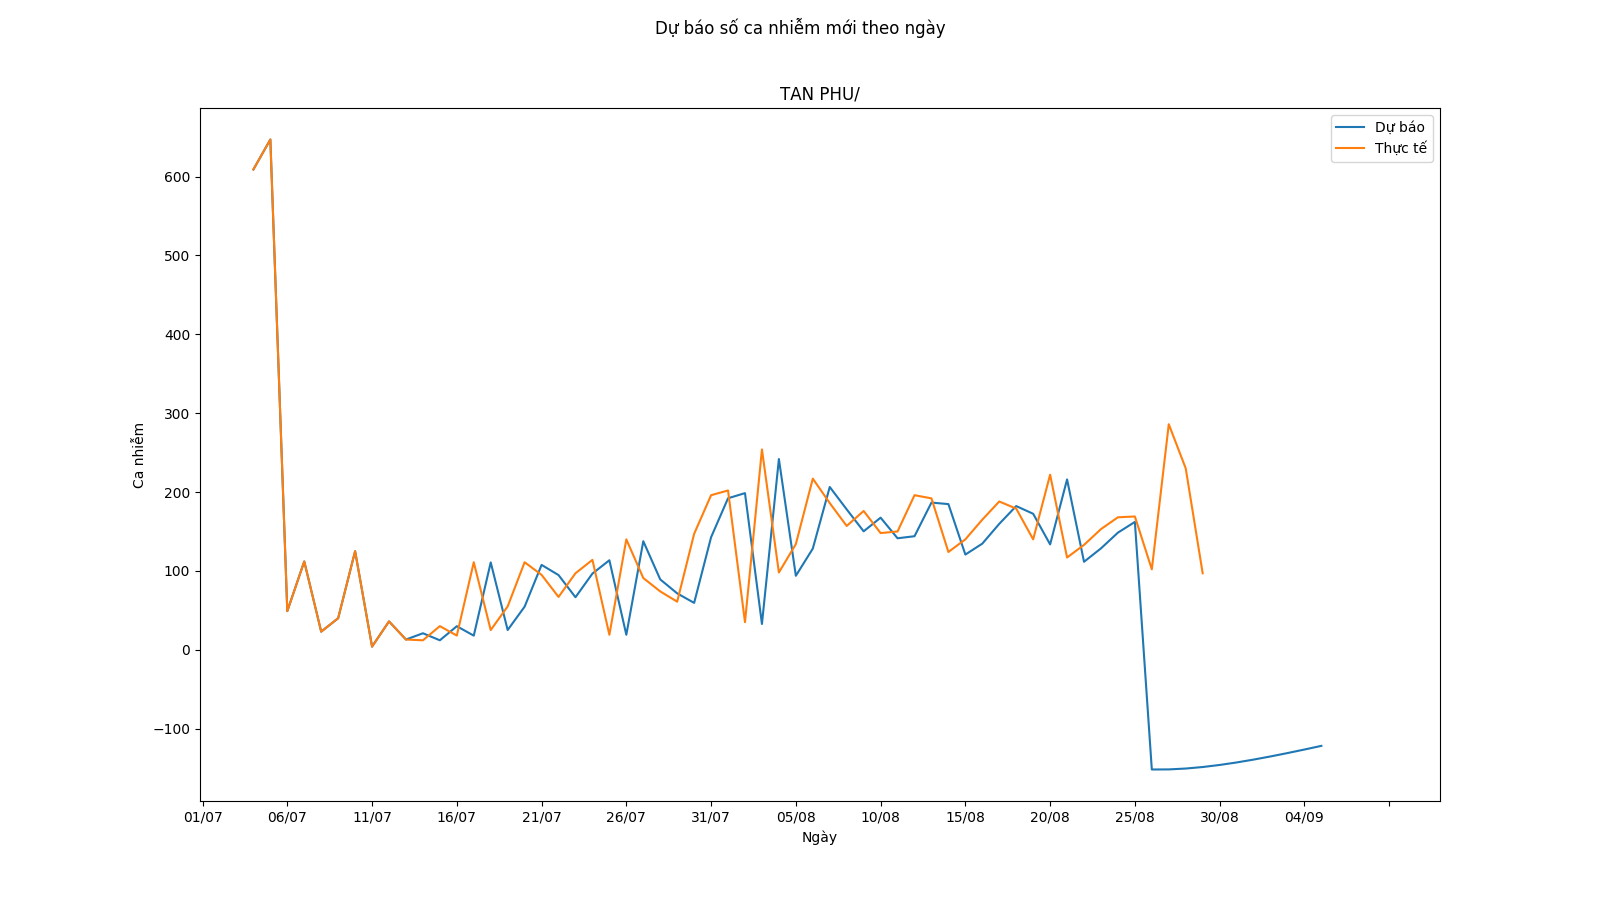 Dự báo số ca nhiễm mới theo ngày
TAN PHU/
Dự báo
Thực tế
600
500
400
300
200
100
0
−100
Ca nhiễm
01/07 06/07 11/07 16/07 21/07 26/07 31/07 05/08 10/08 15/08 20/08 25/08 30/08 04/09
Ngày